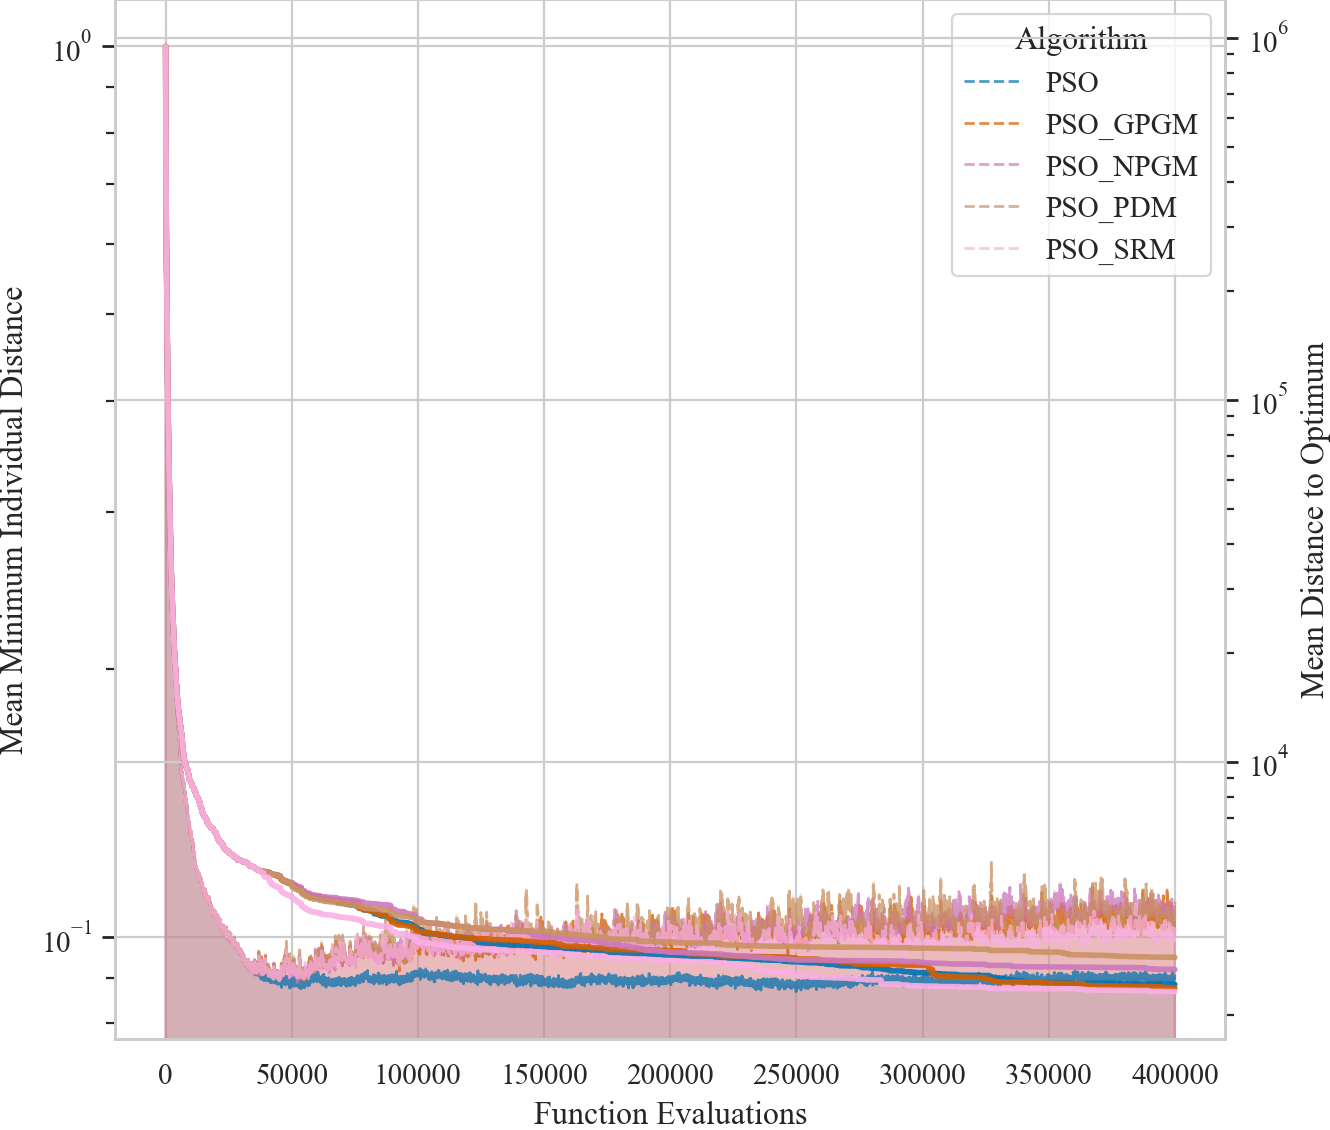 Algorithm
PSO
PSO_GPGM
PSO_NPGM
PSO_PDM
PSO_SRM
Mean Minimum Individual Distance
10^0
10^-1
Mean Distance to Optimum
10^6
10^5
10^4
0 50000 100000 150000 200000 250000 300000 350000 400000
Function Evaluations